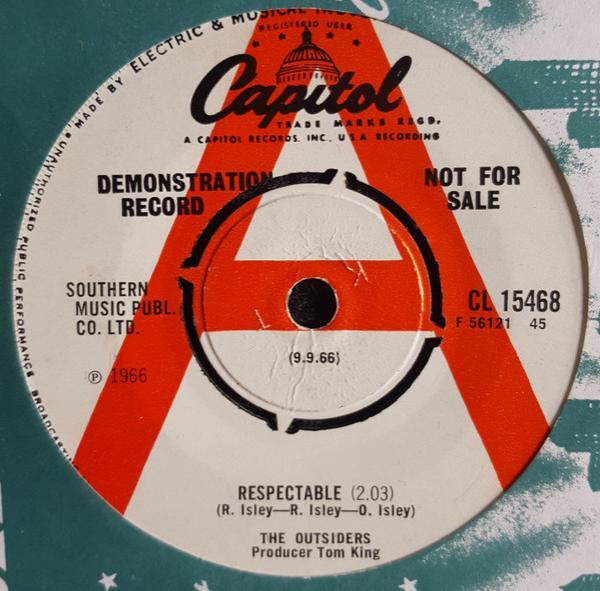 MADE BY ELECTRIC & MUSICAL
REGISTERED USER
Capitol
TRADE MARKS REGD.
A CAPITOL RECORDS, INC., U.S.A. RECORDING
DEMONSTRATION
RECORD
NOT FOR
SALE
SOUTHERN
MUSIC PUBL.
CO. LTD.
℗ 1966
CL 15468
F 56121 45
A
(9.9.66)
RESPECTABLE (2.03)
(R. Isley—R. Isley—O. Isley)
THE OUTSIDERS
Producer Tom King
UNAUTHORIZED PUBLIC PERFORMANCE BROADCASTING